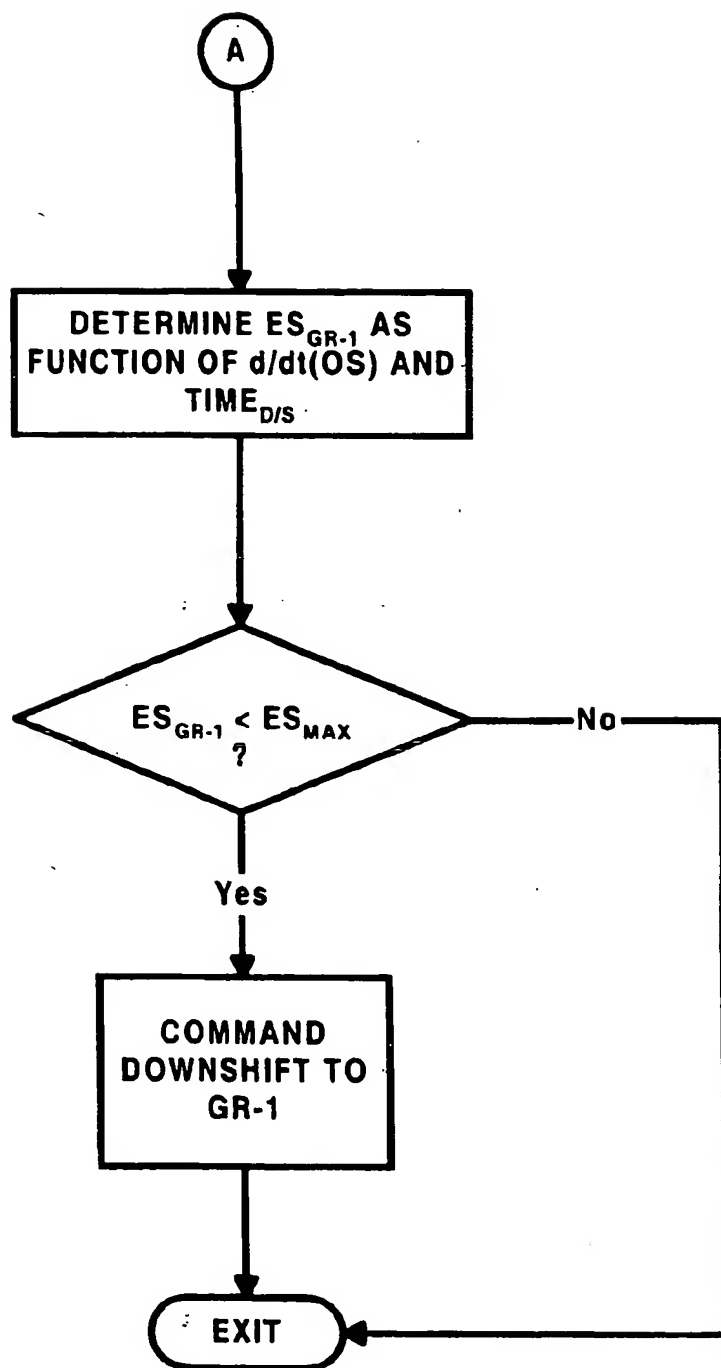 A
DETERMINE ES_GR-1 AS
FUNCTION OF d/dt(OS) AND
TIME_D/S
ES_GR-1 < ES_MAX
?
No
Yes
COMMAND
DOWNSHIFT TO
GR-1
EXIT